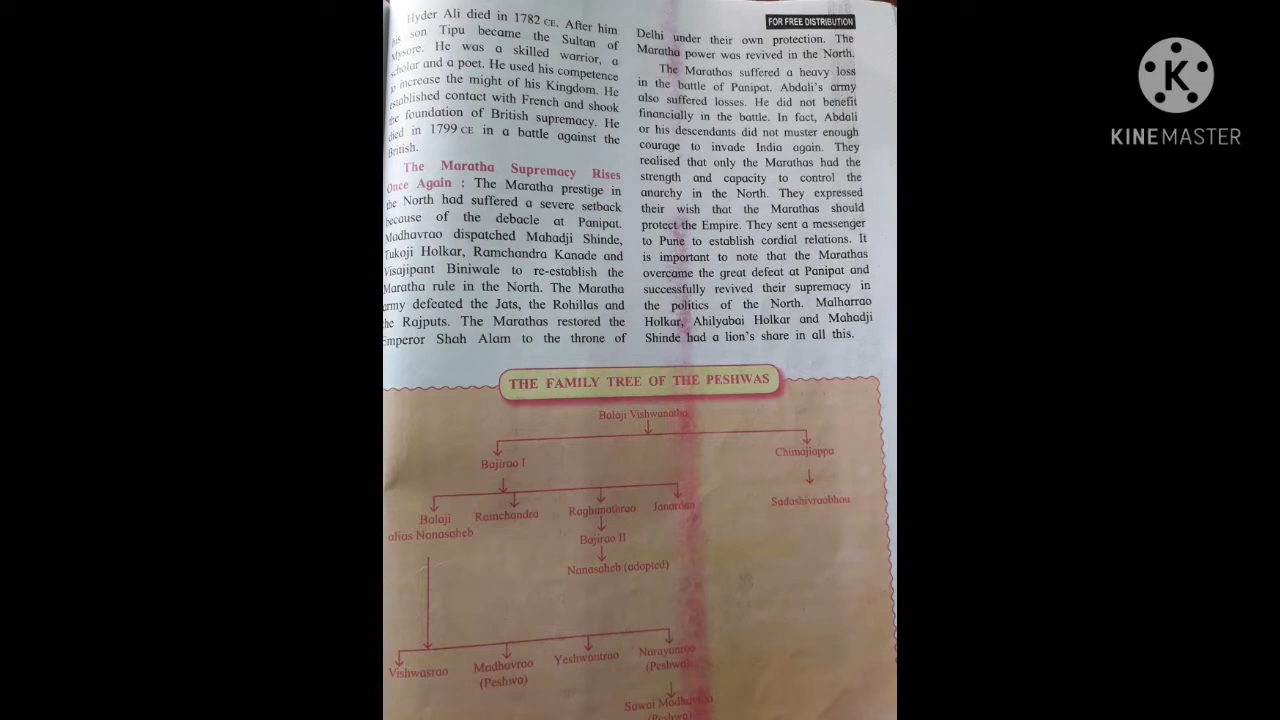 Hyder Ali died in 1782 CE. After him
his son Tipu became the Sultan of
Mysore. He was a skilled warrior, a
scholar and a poet. He used his competence
to increase the might of his Kingdom. He
established contact with French and shook
the foundation of British supremacy. He
died in 1799 CE in a battle against the
British.
The Maratha Supremacy Rises
Once Again : The Maratha prestige in
the North had suffered a severe setback
because of the debacle at Panipat.
Madhavrao dispatched Mahadji Shinde,
Tukoji Holkar, Ramchandra Kanade and
Visajipant Biniwale to re-establish the
Maratha rule in the North. The Maratha
army defeated the Jats, the Rohillas and
the Rajputs. The Marathas restored the
Emperor Shah Alam to the throne of
FOR FREE DISTRIBUTION
Delhi under their own protection. The
Maratha power was revived in the North.
The Marathas suffered a heavy loss
in the battle of Panipat. Abdali's army
also suffered losses. He did not benefit
financially in the battle. In fact, Abdali
or his descendants did not muster enough
courage to invade India again. They
realised that only the Marathas had the
strength and capacity to control the
anarchy in the North. They expressed
their wish that the Marathas should
protect the Empire. They sent a messenger
to Pune to establish cordial relations. It
is important to note that the Marathas
overcame the great defeat at Panipat and
successfully revived their supremacy in
the politics of the North. Malharrao
Holkar, Ahilyabai Holkar and Mahadji
Shinde had a lion's share in all this.
THE FAMILY TREE OF THE PESHWAS
Balaji Vishwanatha
Bajirao I
Chimajiappa
Balaji
alias Nanasaheb
Ramchandra
Raghunathrao
Janardan
Sadashivraobhau
Bajirao II
Nanasaheb (adopted)
Vishwasrao
Madhavrao
(Peshwa)
Yeshwantrao
Narayanrao
(Peshwa)
Sawai Madhavrao
(Peshwa)
KINEMASTER